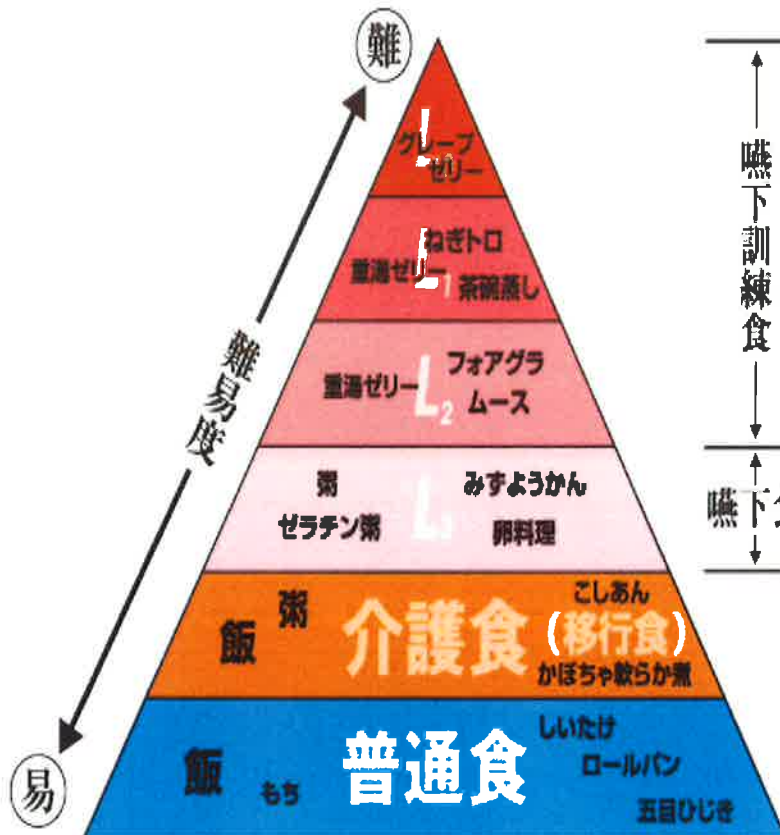 難
L
グレープ
ゼリー
ねぎトロ
重湯ゼリー L1 茶碗蒸し
フォアグラ
重湯ゼリー L2 ムース
粥 みずようかん
ゼラチン粥 L 卵料理
粥 こしあん
飯 介護食 (移行食)
かぼちゃ軟らか煮
しいたけ
飯 普通食 ロールパン
もち
五目ひじき
難易度
易
嚥下訓練食
嚥下